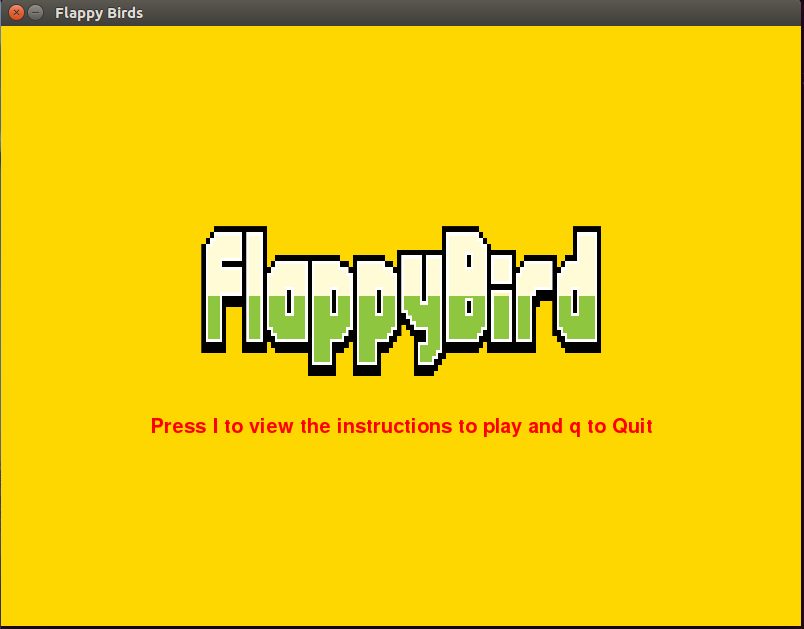 Flappy Birds
FlappyBird
Press I to view the instructions to play and q to Quit